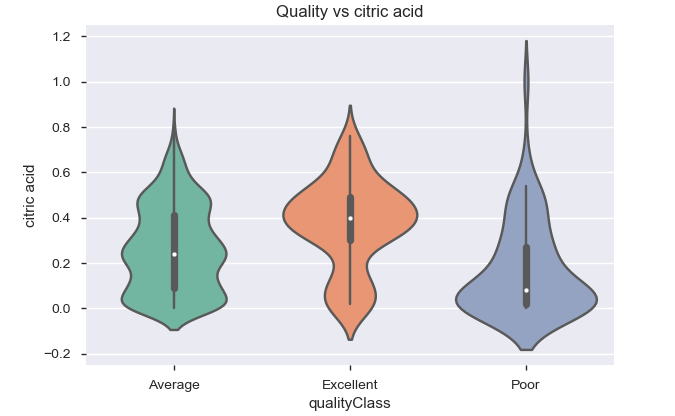 Quality vs citric acid
1.2
1.0
0.8
0.6
0.4
0.2
0.0
−0.2
citric acid
Average Excellent Poor
qualityClass